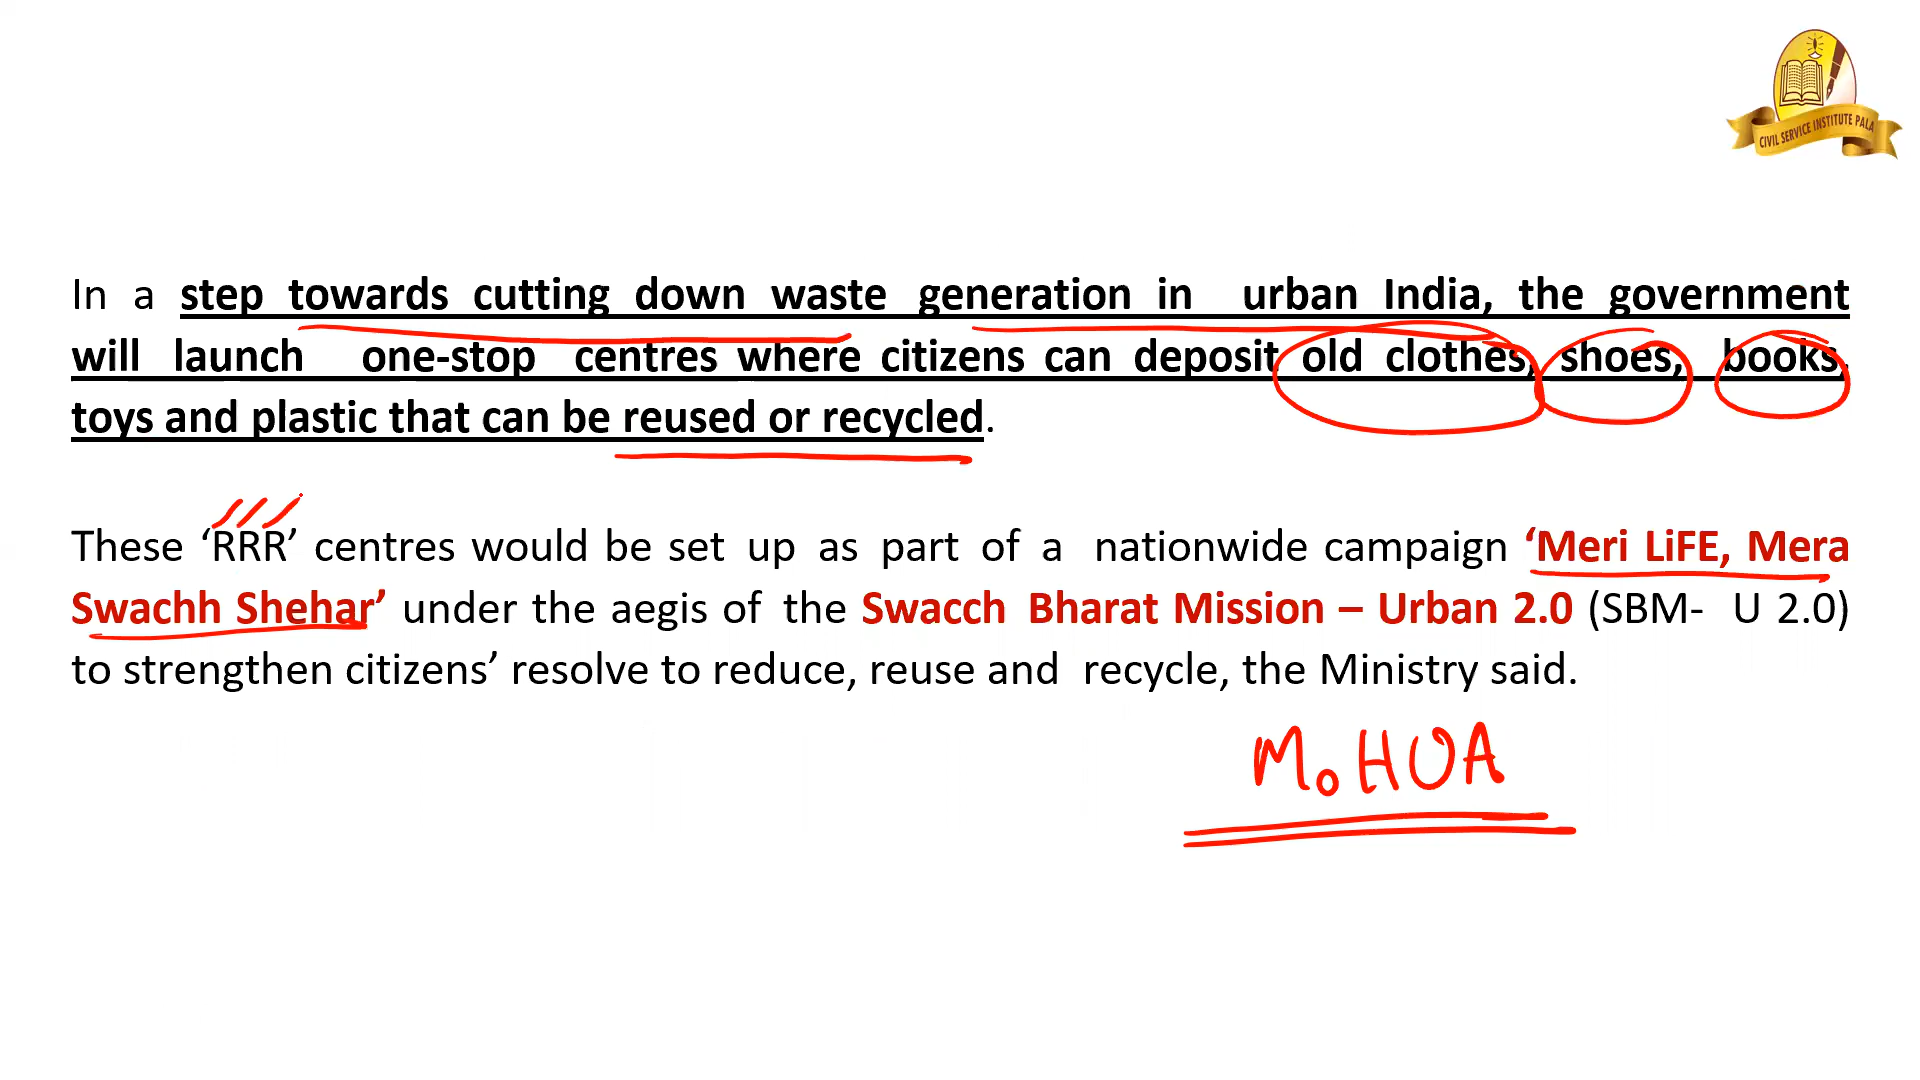 CIVIL SERVICE INSTITUTE PALA
In a step towards cutting down waste generation in urban India, the government
will launch one-stop centres where citizens can deposit old clothes, shoes, books,
toys and plastic that can be reused or recycled.
These ‘RRR’ centres would be set up as part of a nationwide campaign ‘Meri LiFE, Mera
Swachh Shehar’ under the aegis of the Swacch Bharat Mission – Urban 2.0 (SBM- U 2.0)
to strengthen citizens’ resolve to reduce, reuse and recycle, the Ministry said.
MoHUA